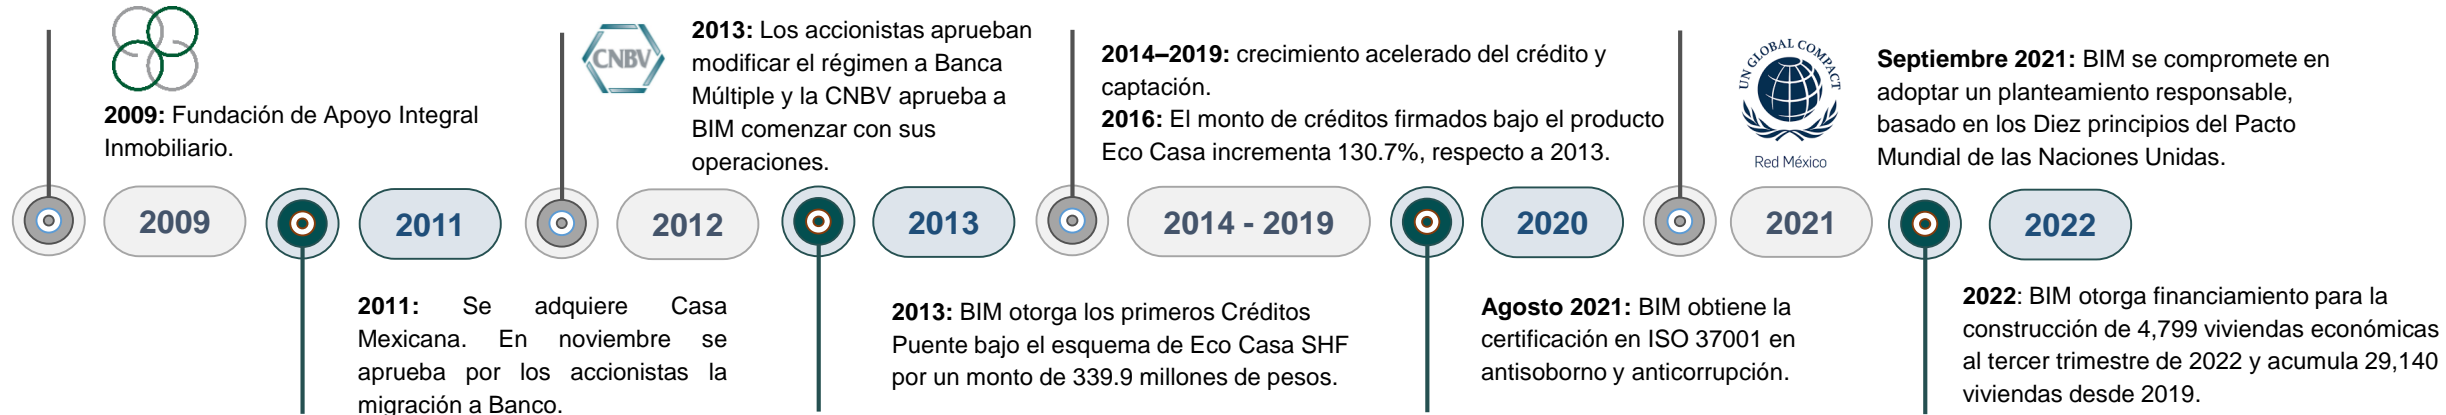 2009: Fundación de Apoyo Integral
Inmobiliario.
CNBV
2013: Los accionistas aprueban
modificar el régimen a Banca
Múltiple y la CNBV aprueba a
BIM comenzar con sus
operaciones.
2014–2019: crecimiento acelerado del crédito y
captación.
2016: El monto de créditos firmados bajo el producto
Eco Casa incrementa 130.7%, respecto a 2013.
UN GLOBAL COMPACT
Red México
Septiembre 2021: BIM se compromete en
adoptar un planteamiento responsable,
basado en los Diez principios del Pacto
Mundial de las Naciones Unidas.
2009
2011
2012
2013
2014 - 2019
2020
2021
2022
2011: Se adquiere Casa
Mexicana. En noviembre se
aprueba por los accionistas la
migración a Banco.
2013: BIM otorga los primeros Créditos
Puente bajo el esquema de Eco Casa SHF
por un monto de 339.9 millones de pesos.
Agosto 2021: BIM obtiene la
certificación en ISO 37001 en
antisoborno y anticorrupción.
2022: BIM otorga financiamiento para la
construcción de 4,799 viviendas económicas
al tercer trimestre de 2022 y acumula 29,140
viviendas desde 2019.